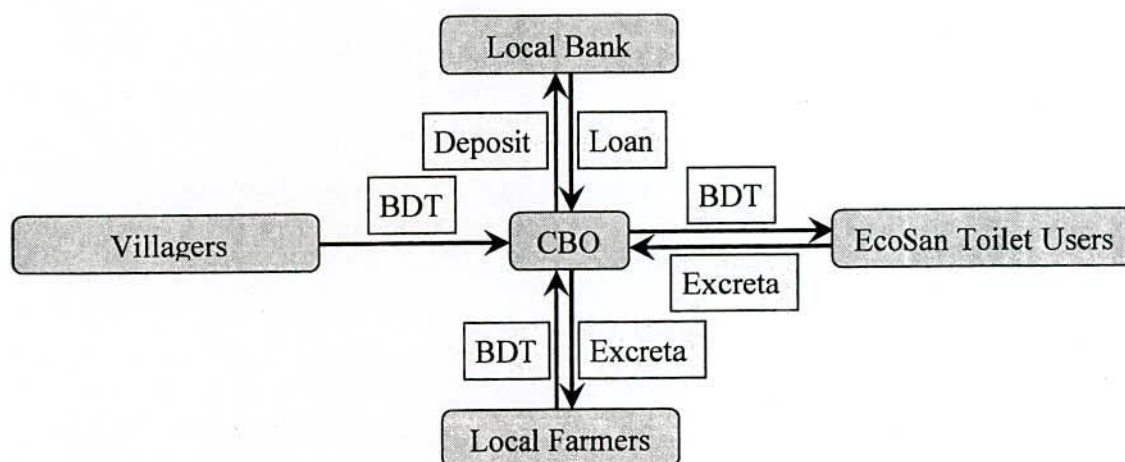 Local Bank
Deposit
Loan
BDT
BDT
Villagers
CBO
EcoSan Toilet Users
Excreta
BDT
Excreta
Local Farmers